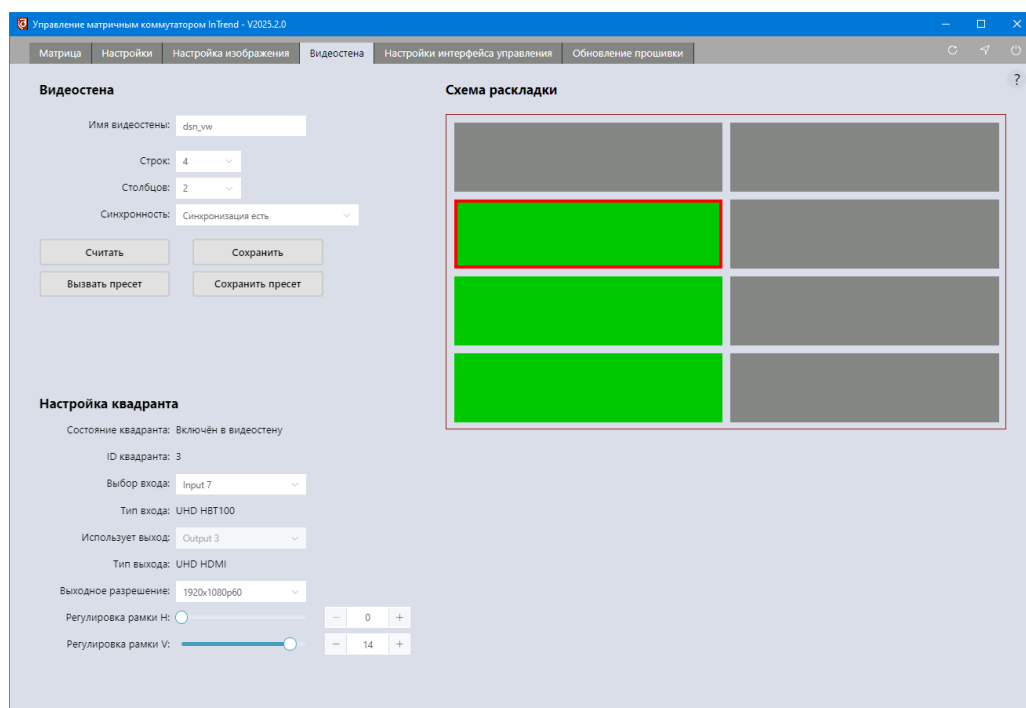 Управление матричным коммутатором InTrend - V2025.2.0
Матрица Настройки Настройка изображения Видеостена Настройки интерфейса управления Обновление прошивки
?
Видеостена
Имя видеостены: dsn_vw
Строк: 4
Столбцов: 2
Синхронность: Синхронизация есть
Считать Сохранить
Вызвать пресет Сохранить пресет
Схема раскладки
Настройка квадранта
Состояние квадранта: Включён в видеостену
ID квадранта: 3
Выбор входа: Input 7
Тип входа: UHD HBT100
Использует выход: Output 3
Тип выхода: UHD HDMI
Выходное разрешение: 1920x1080p60
Регулировка рамки H: − 0 +
Регулировка рамки V: − 14 +